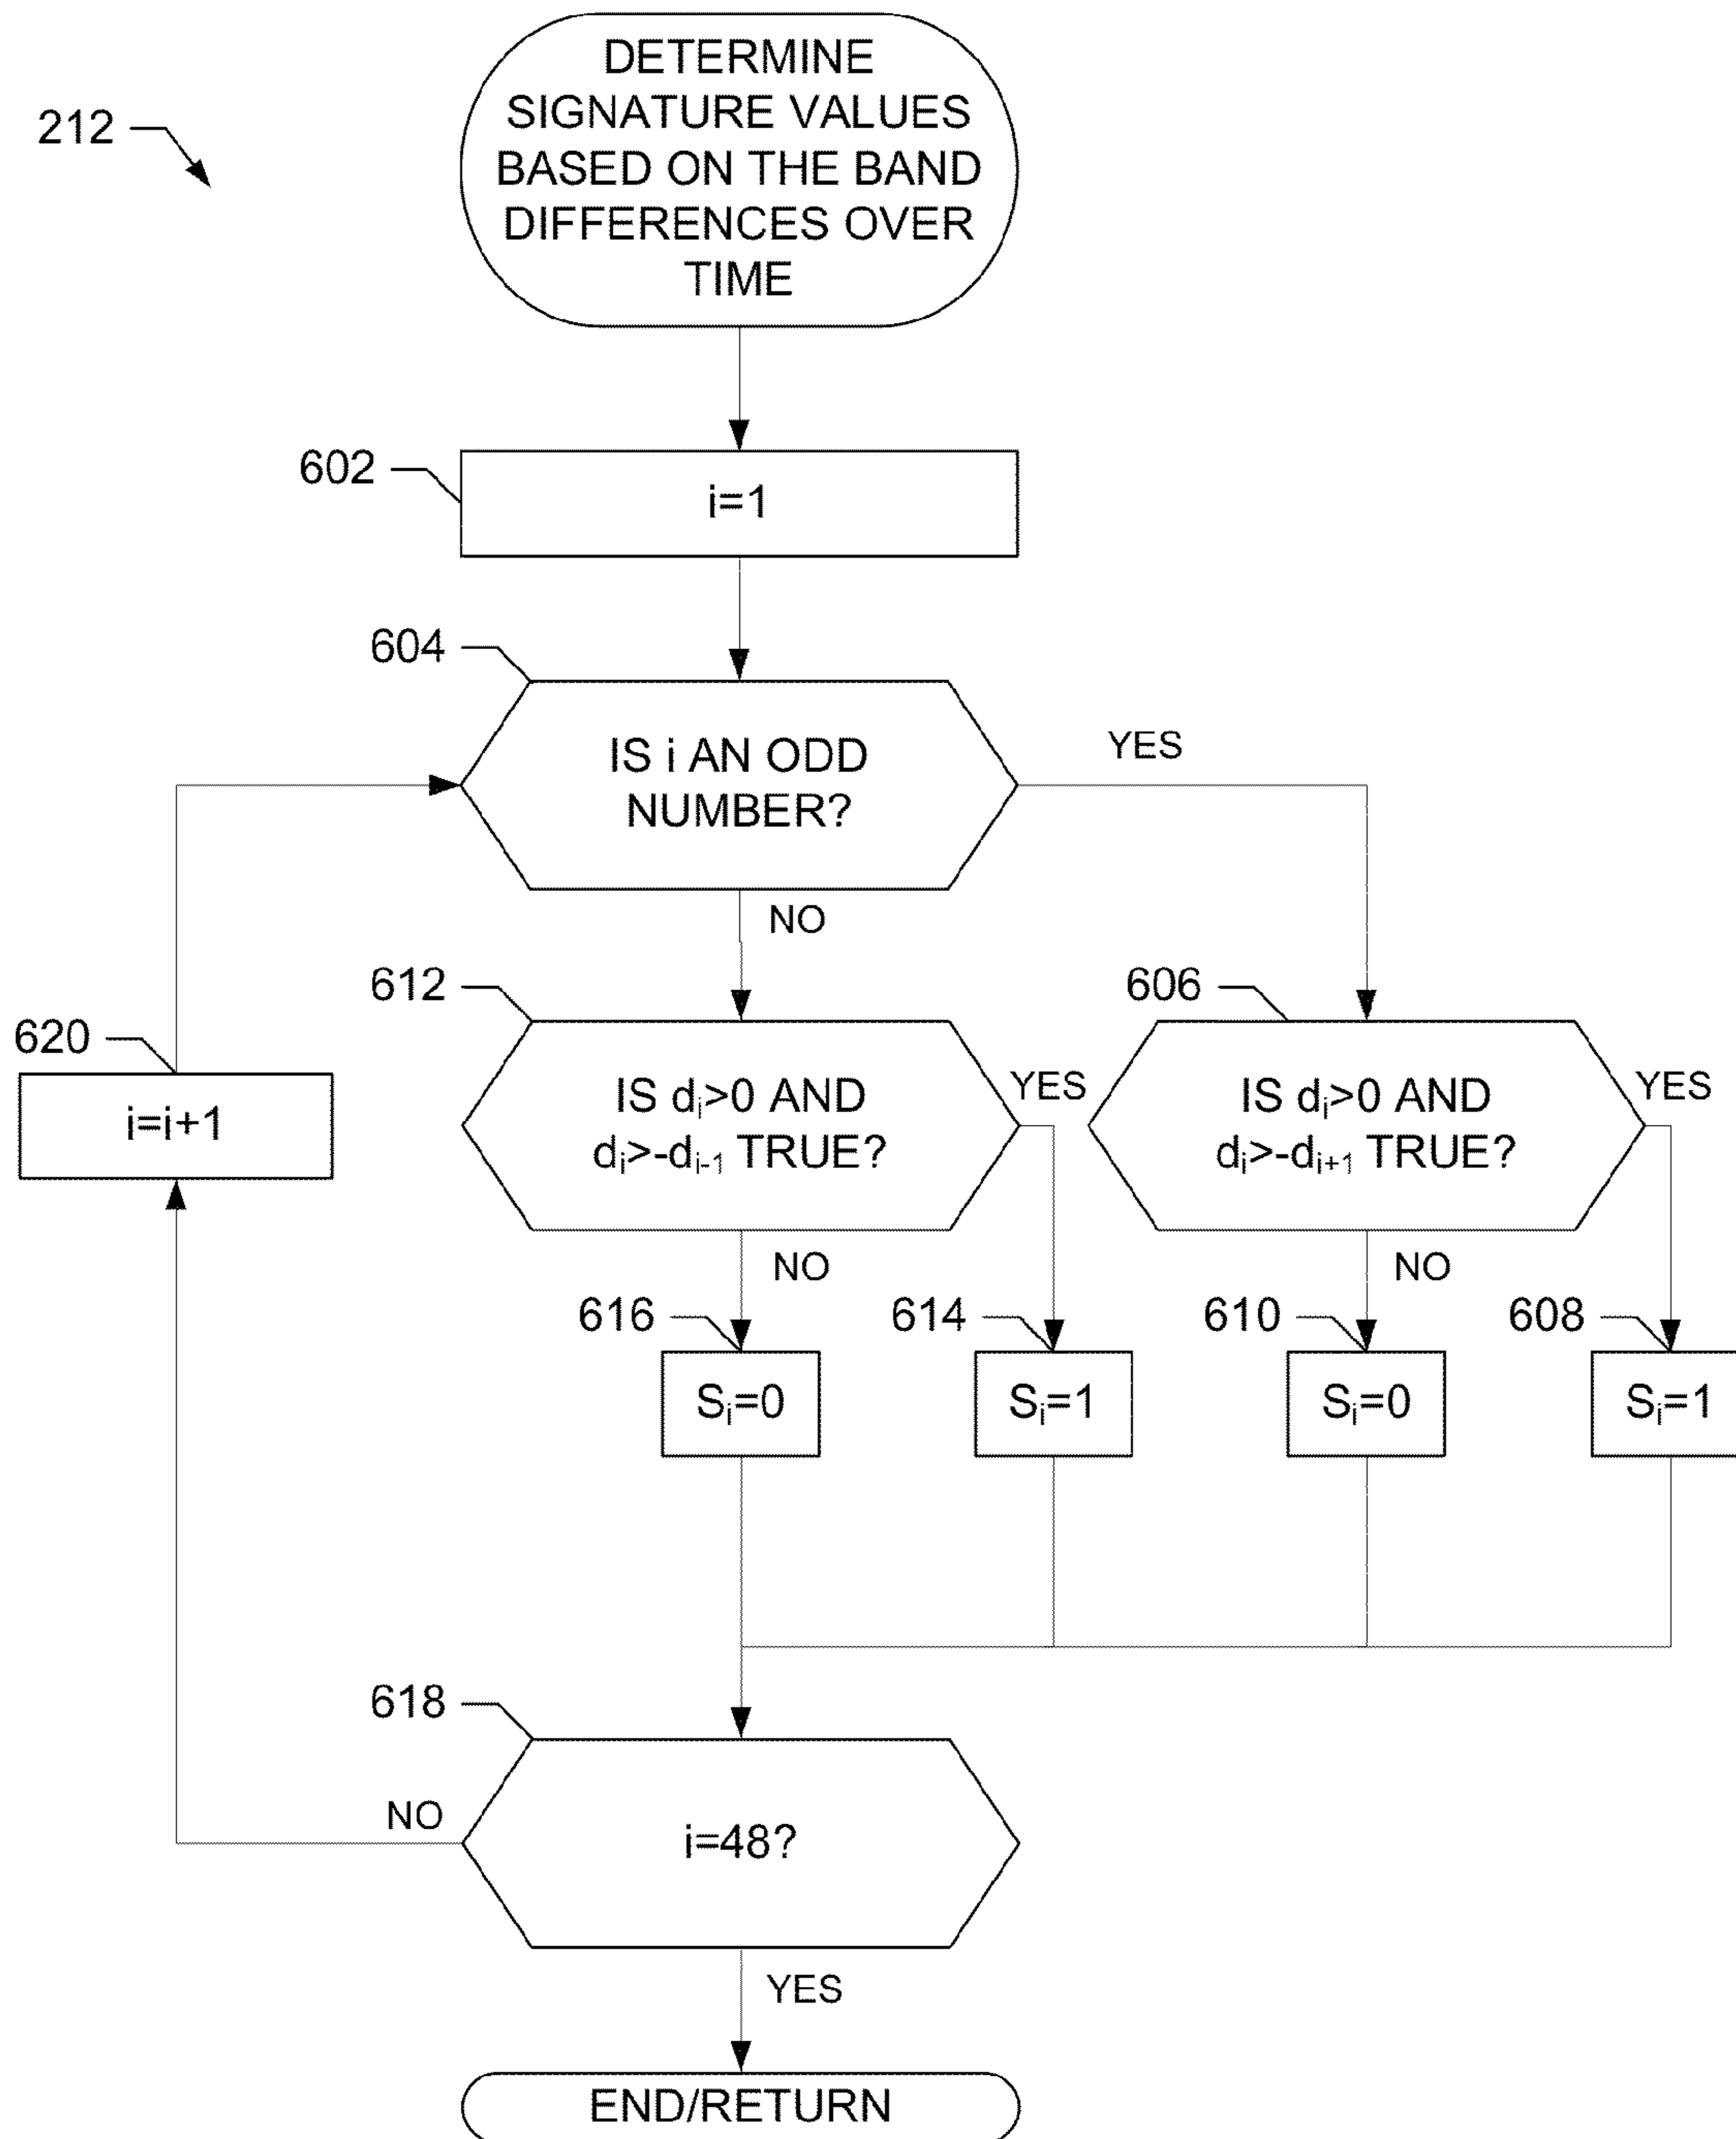 212
DETERMINE
SIGNATURE VALUES
BASED ON THE BAND
DIFFERENCES OVER
TIME
602
i=1
604
IS i AN ODD
NUMBER?
YES
NO
612
606
620
i=i+1
IS dᵢ>0 AND
dᵢ>-dᵢ₋₁ TRUE?
YES
IS dᵢ>0 AND
dᵢ>-dᵢ₊₁ TRUE?
YES
NO
NO
616
614
610
608
Sᵢ=0
Sᵢ=1
Sᵢ=0
Sᵢ=1
618
NO
i=48?
YES
END/RETURN